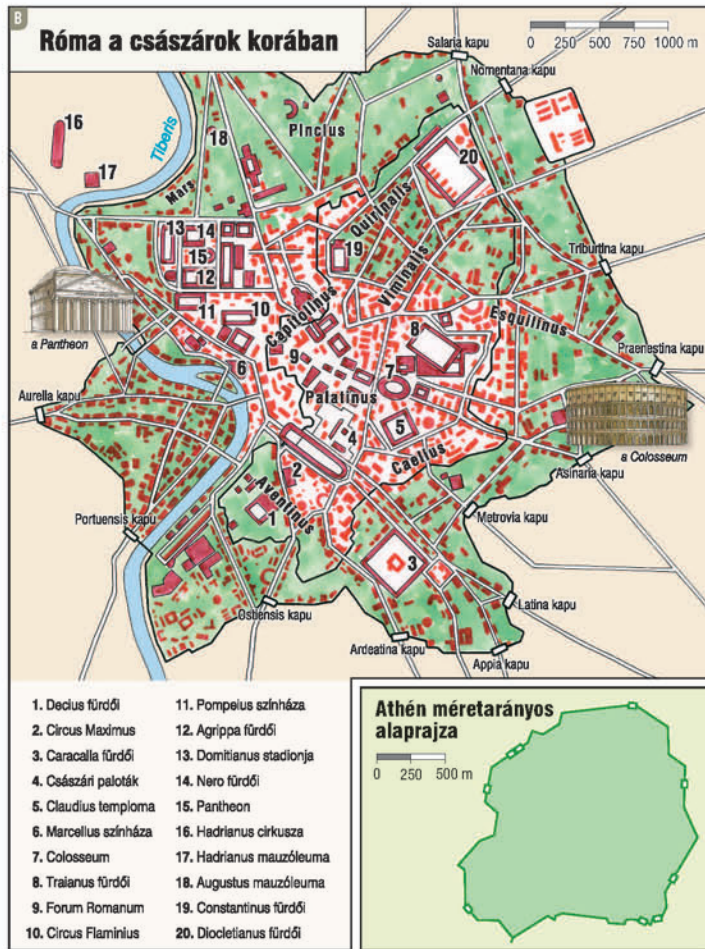 B
Róma a császárok korában
0 250 500 750 1000 m
Salaria kapu
Nomentana kapu
Tiberis
16
17
18
Pincius
20
Mars
Quirinalis
13
14
15
12
19
Viminalis
Triburtina kapu
11
10
Capitolinus
8
Esquilinus
a Pantheon
9
6
7
Praenestina kapu
Palatinus
Aurelia kapu
4
5
a Colosseum
Caelius
Asinaria kapu
2
Aventinus
1
Metrovia kapu
Portuensis kapu
3
Latina kapu
Ostiensis kapu
Ardeatina kapu
Appia kapu
1. Decius fürdői
2. Circus Maximus
3. Caracalla fürdői
4. Császári paloták
5. Claudius temploma
6. Marcellus színháza
7. Colosseum
8. Traianus fürdői
9. Forum Romanum
10. Circus Flaminius
11. Pompeius színháza
12. Agrippa fürdői
13. Domitianus stadionja
14. Nero fürdői
15. Pantheon
16. Hadrianus cirkusza
17. Hadrianus mauzóleuma
18. Augustus mauzóleuma
19. Constantinus fürdői
20. Diocletianus fürdői
Athén méretarányos
alaprajza
0 250 500 m